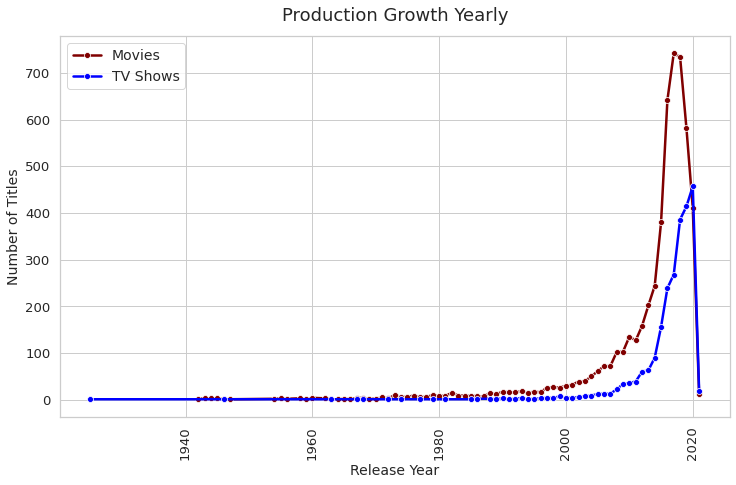 Production Growth Yearly
Movies
TV Shows
700
600
500
400
300
200
100
0
Number of Titles
1940
1960
1980
2000
2020
Release Year